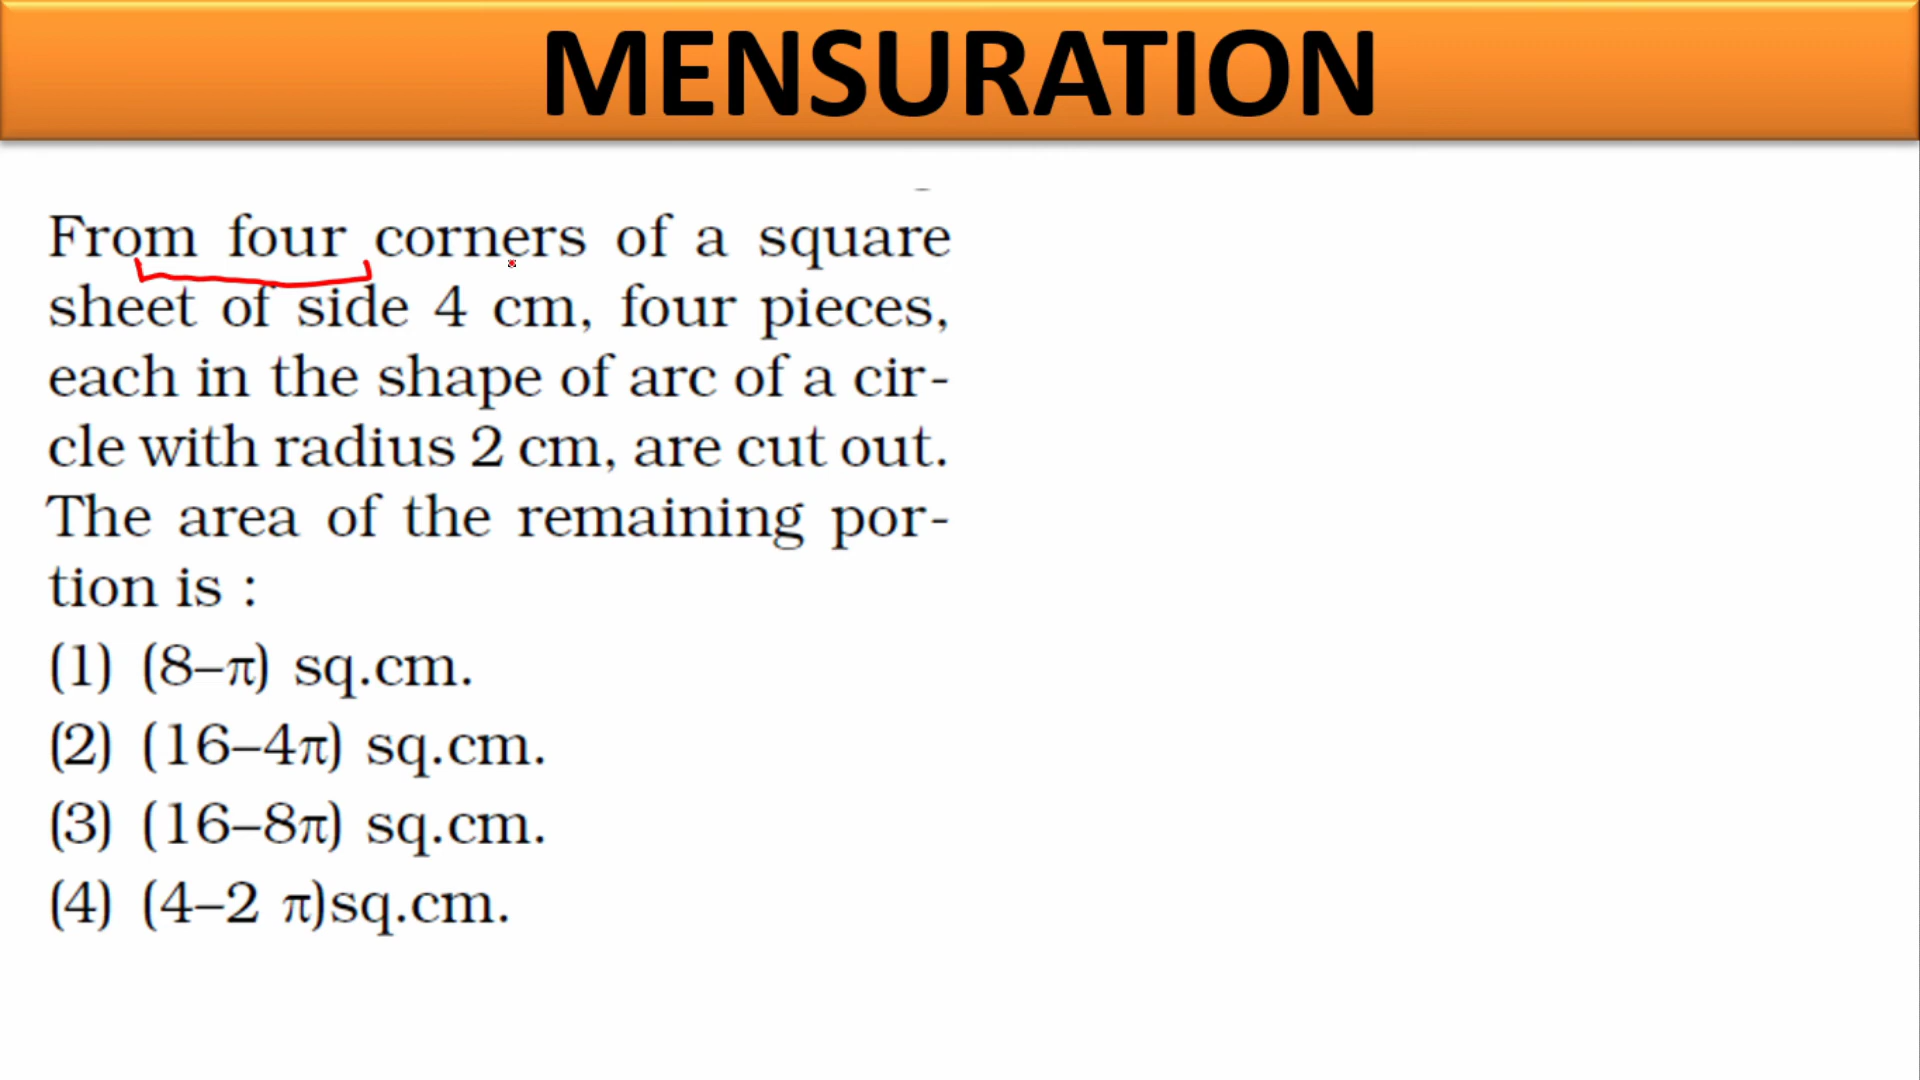 MENSURATION
From four corners of a square
sheet of side 4 cm, four pieces,
each in the shape of arc of a cir-
cle with radius 2 cm, are cut out.
The area of the remaining por-
tion is :
(1) (8–π) sq.cm.
(2) (16–4π) sq.cm.
(3) (16–8π) sq.cm.
(4) (4–2 π)sq.cm.